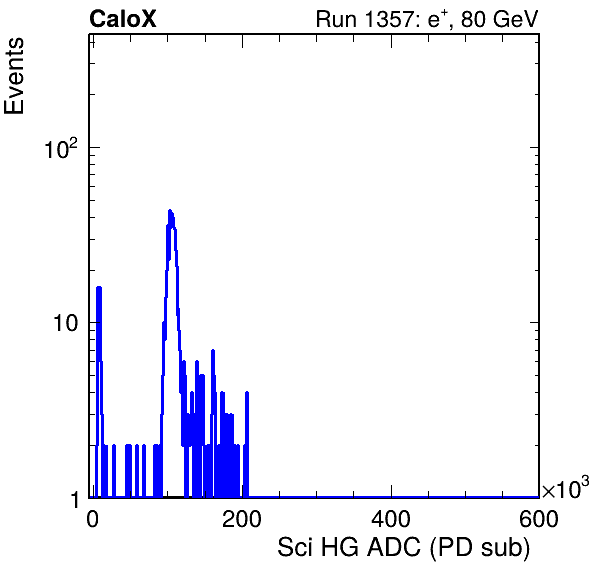 CaloX Run 1357: e⁺, 80 GeV
Events
10²
10
1
0 200 400 600
×10³
Sci HG ADC (PD sub)